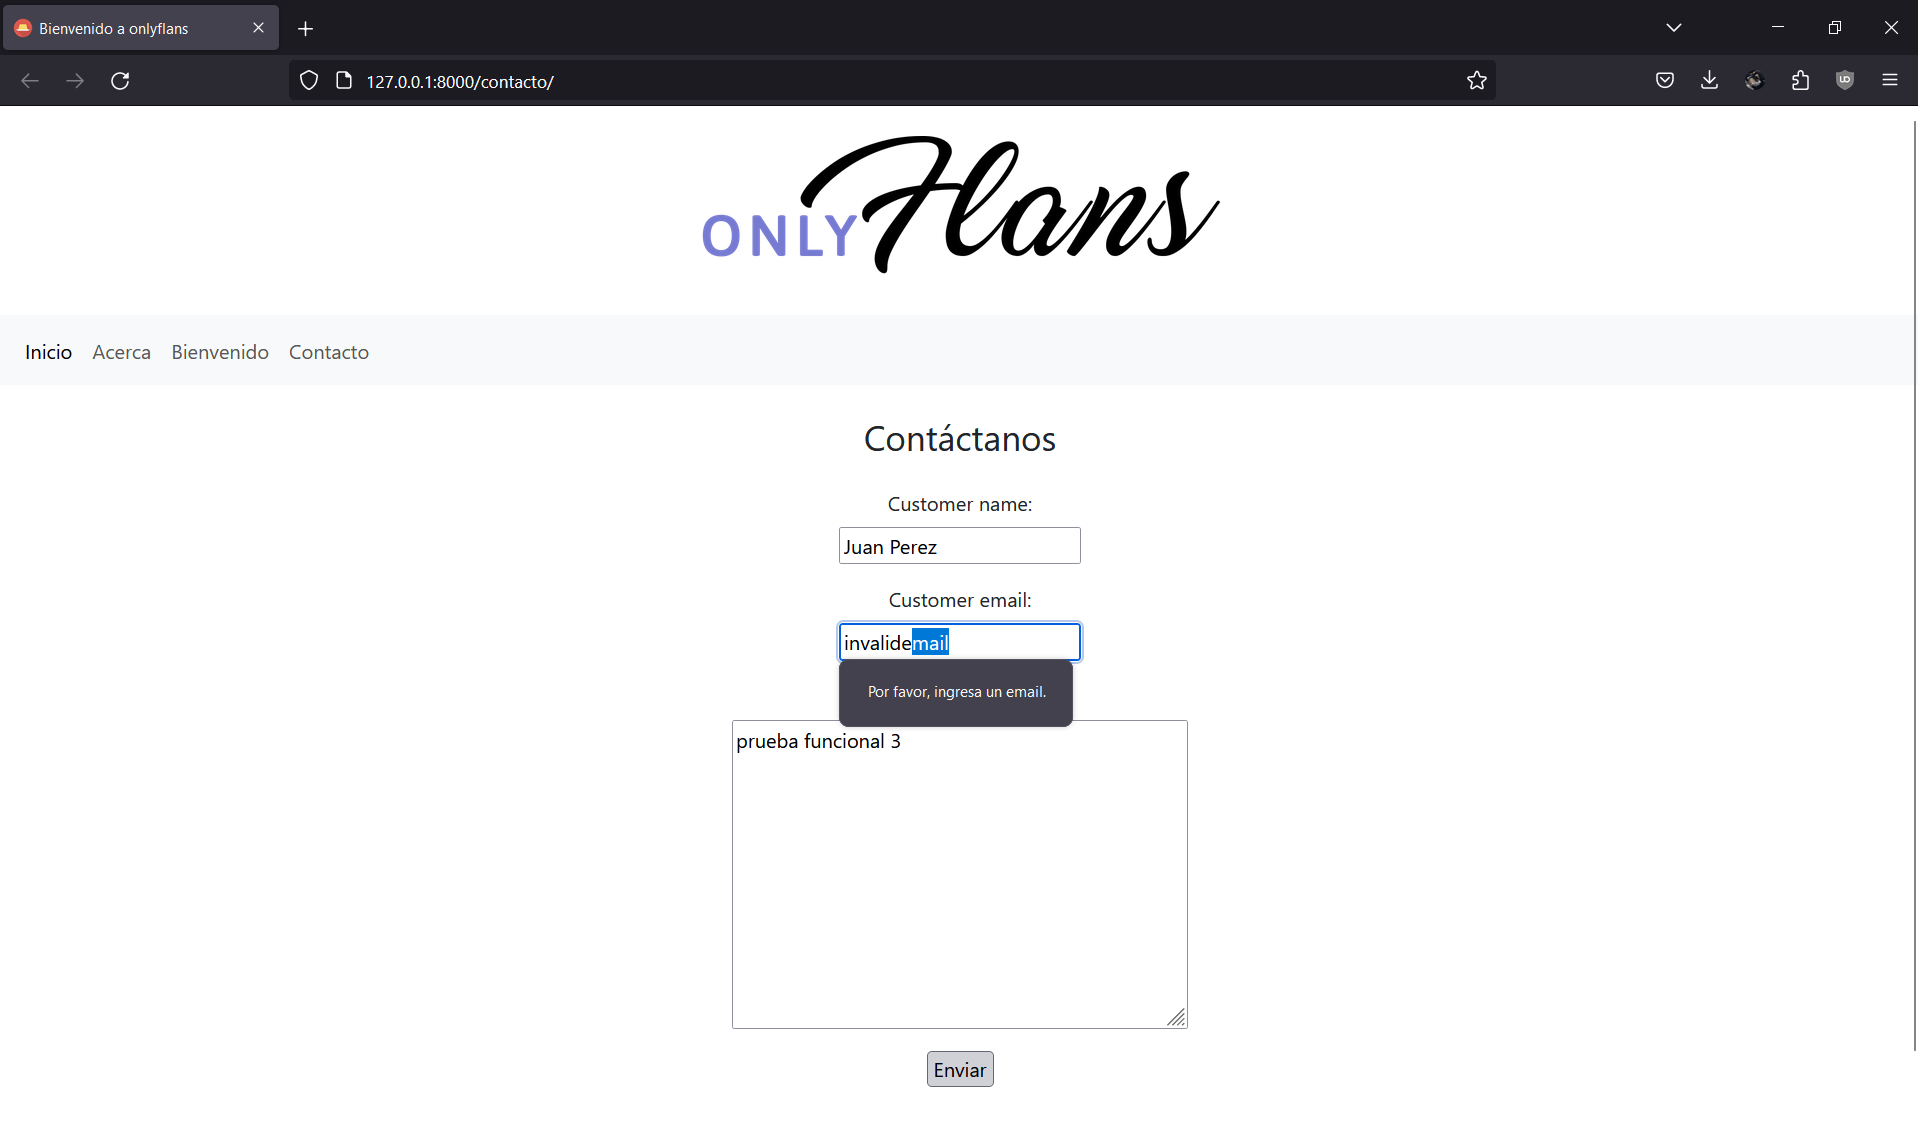 Bienvenido a onlyflans
127.0.0.1:8000/contacto/
ONLY Flans
Inicio Acerca Bienvenido Contacto
Contáctanos
Customer name:
Juan Perez
Customer email:
invalidemail
Por favor, ingresa un email.
prueba funcional 3
Enviar